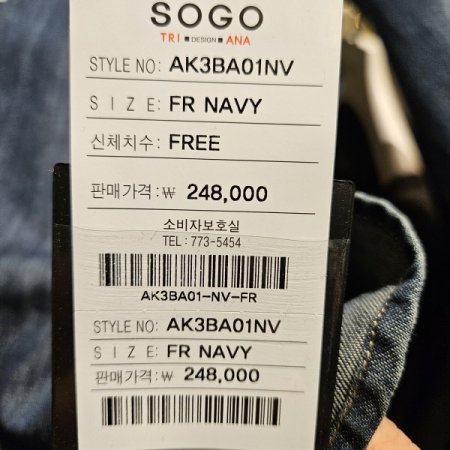 SOGO
TRI ■ DESIGN ■ ANA
STYLE NO: AK3BA01NV
SIZE: FR NAVY
신체치수: FREE
판매가격: ₩ 248,000
소비자보호실
TEL : 773-5454
AK3BA01-NV-FR
STYLE NO: AK3BA01NV
SIZE: FR NAVY
판매가격: ₩ 248,000